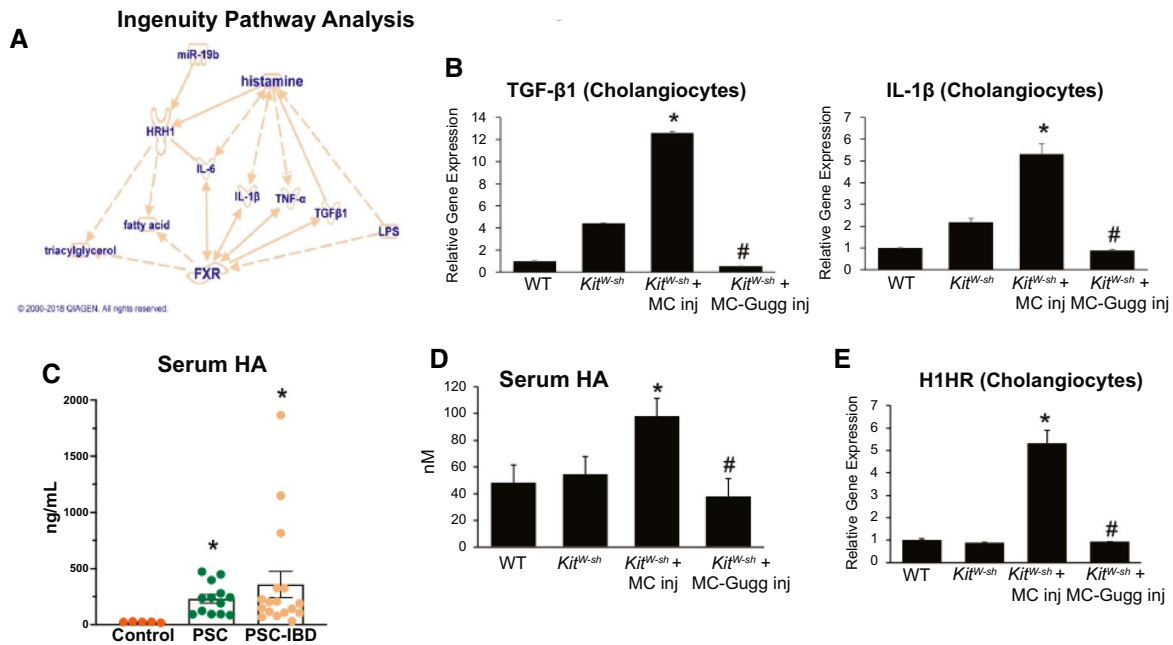 Ingenuity Pathway Analysis
A
miR-19b
histamine
HRH1
IL-6
IL-1β
TNF-α
TGFβ1
fatty acid
LPS
triacylglycerol
FXR
© 2000-2018 QIAGEN. All rights reserved.
B
TGF-β1 (Cholangiocytes)
Relative Gene Expression
14
12
10
8
6
4
2
0
*
#
WT
Kit^W-sh
Kit^W-sh +
MC inj
Kit^W-sh +
MC-Gugg inj
IL-1β (Cholangiocytes)
Relative Gene Expression
7
6
5
4
3
2
1
0
*
#
WT
Kit^W-sh
Kit^W-sh +
MC inj
Kit^W-sh +
MC-Gugg inj
C
Serum HA
ng/mL
2000
1500
1000
500
0
*
*
Control
PSC
PSC-IBD
D
Serum HA
nM
120
100
80
60
40
20
0
*
#
WT
Kit^W-sh
Kit^W-sh +
MC inj
Kit^W-sh +
MC-Gugg inj
E
H1HR (Cholangiocytes)
Relative Gene Expression
7
6
5
4
3
2
1
0
*
#
WT
Kit^W-sh
Kit^W-sh +
MC inj
Kit^W-sh +
MC-Gugg inj